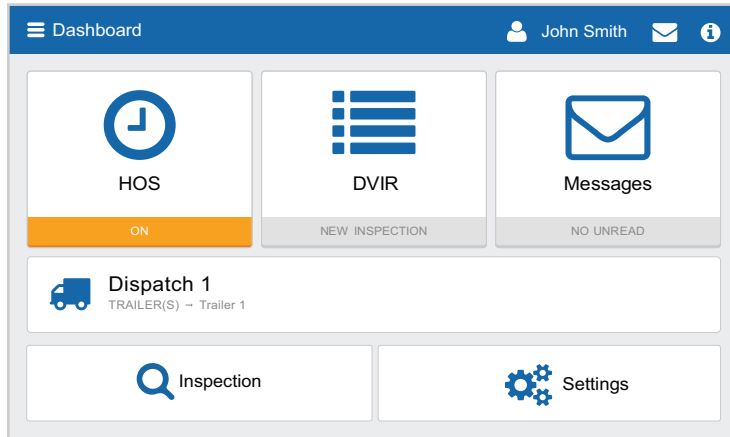 Dashboard
John Smith
HOS
DVIR
Messages
ON
NEW INSPECTION
NO UNREAD
Dispatch 1
TRAILER(S) → Trailer 1
Inspection
Settings